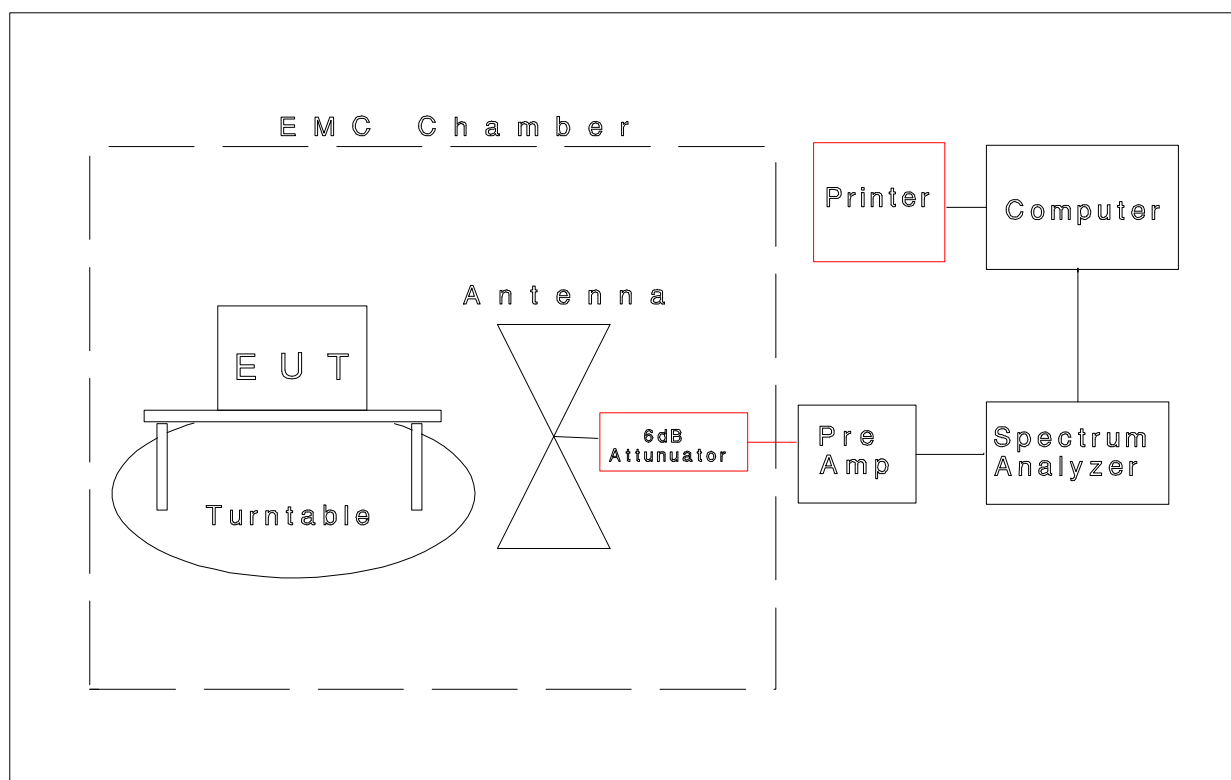 EMC Chamber
Printer
Computer
Antenna
EUT
6dB
Attunuator
Pre
Amp
Spectrum
Analyzer
Turntable